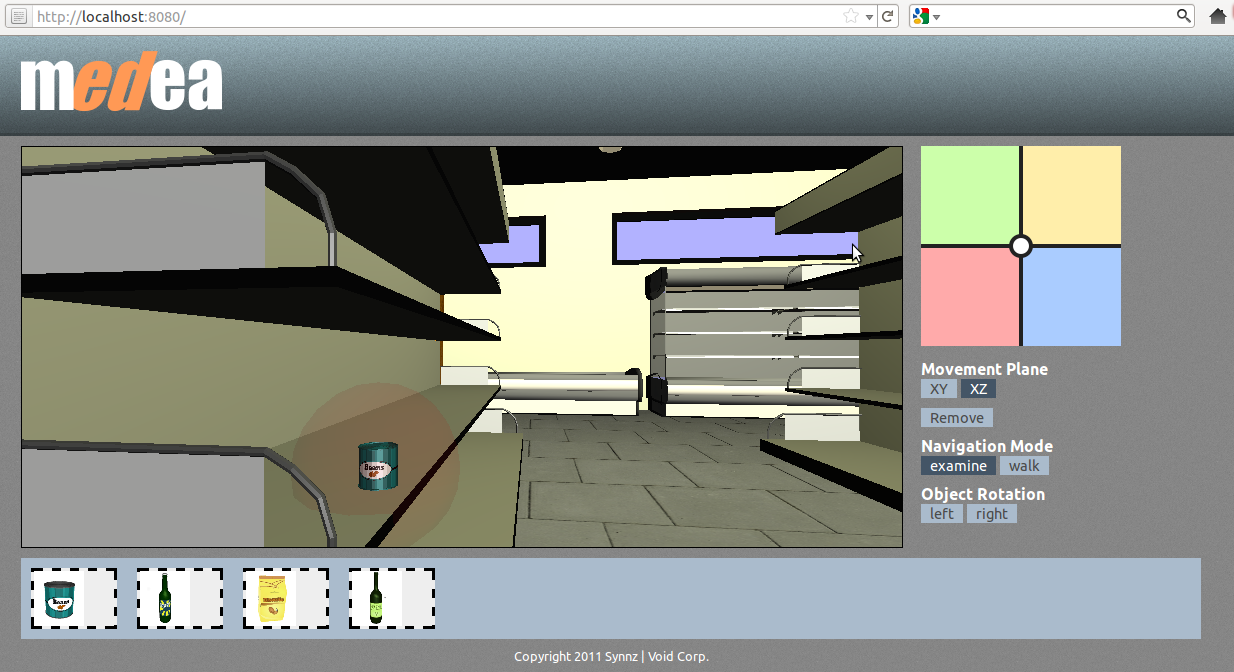 http://localhost:8080/
medea
Movement Plane
XY XZ
Remove
Navigation Mode
examine walk
Object Rotation
left right
Beans
Beans
Copyright 2011 Synnz | Void Corp.